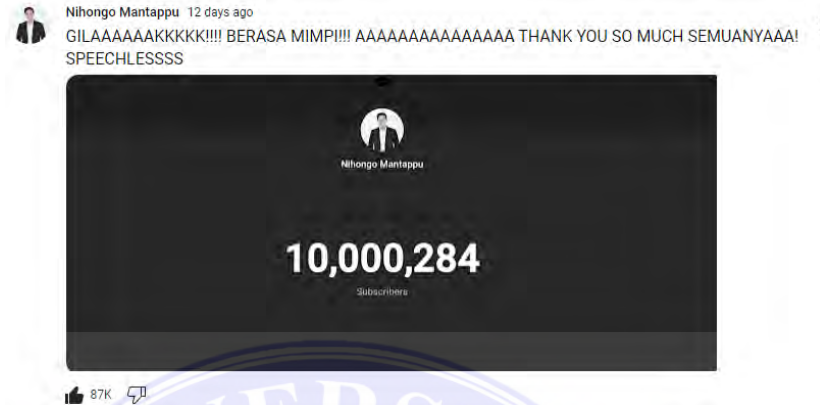 Nihongo Mantappu 12 days ago
GILAAAAAAKKKKK!!!! BERASA MIMPI!!! AAAAAAAAAAAAAAA THANK YOU SO MUCH SEMUANYAAA!
SPEECHLESSSS
Nihongo Mantappu
10,000,284
Subscribers
87K